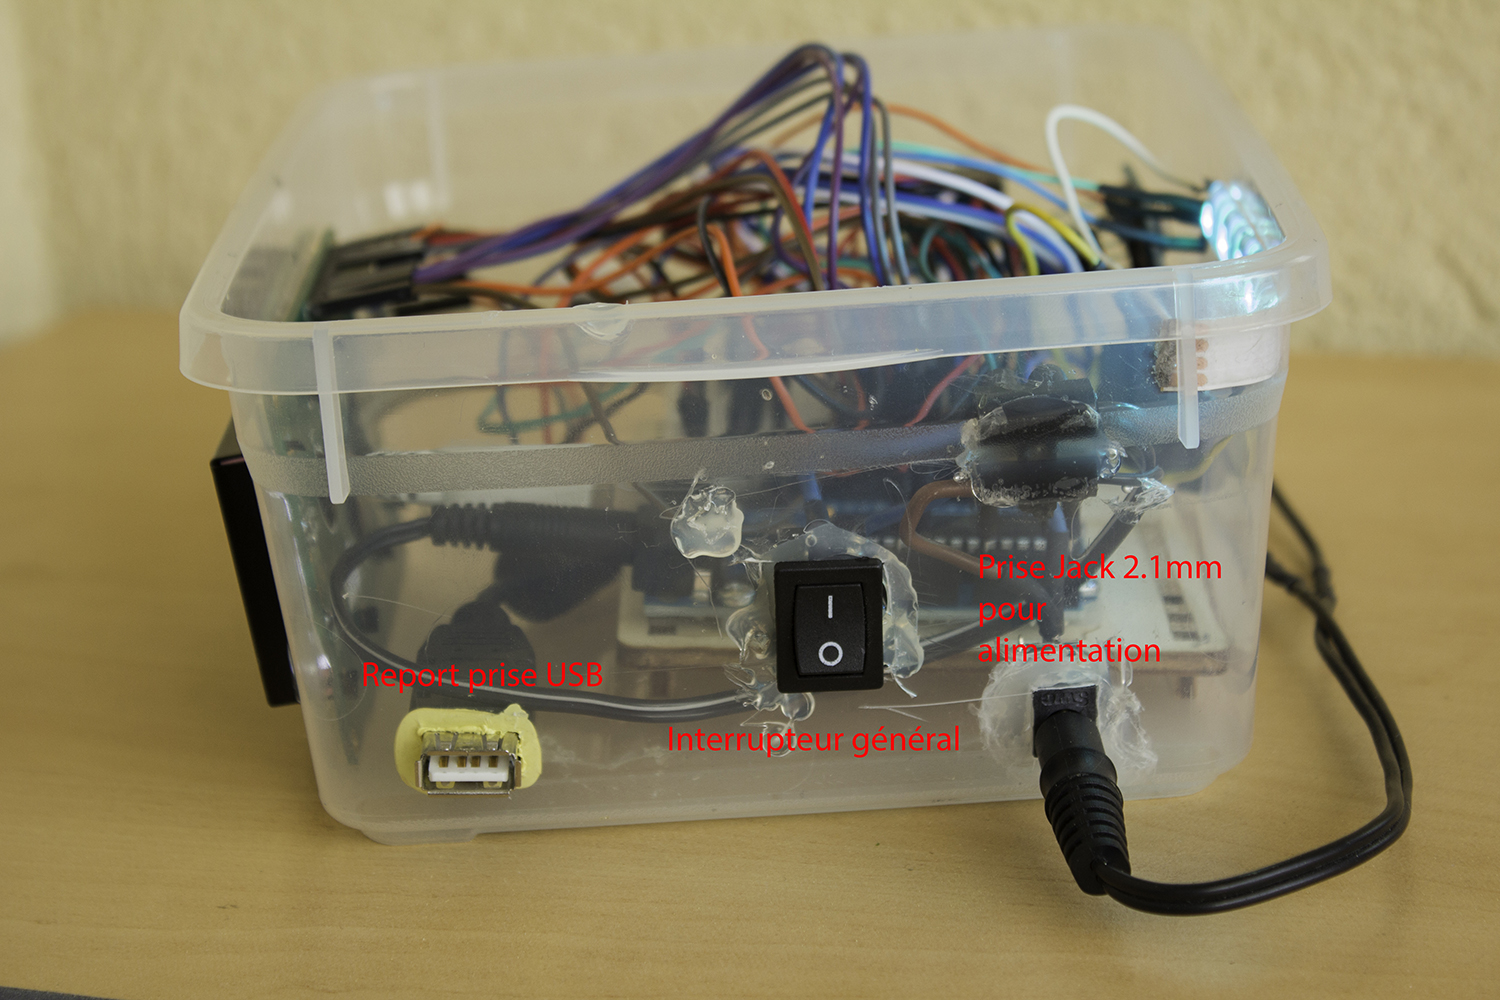 Prise Jack 2.1mm
pour
alimentation
Report prise USB
Interrupteur général
I
O